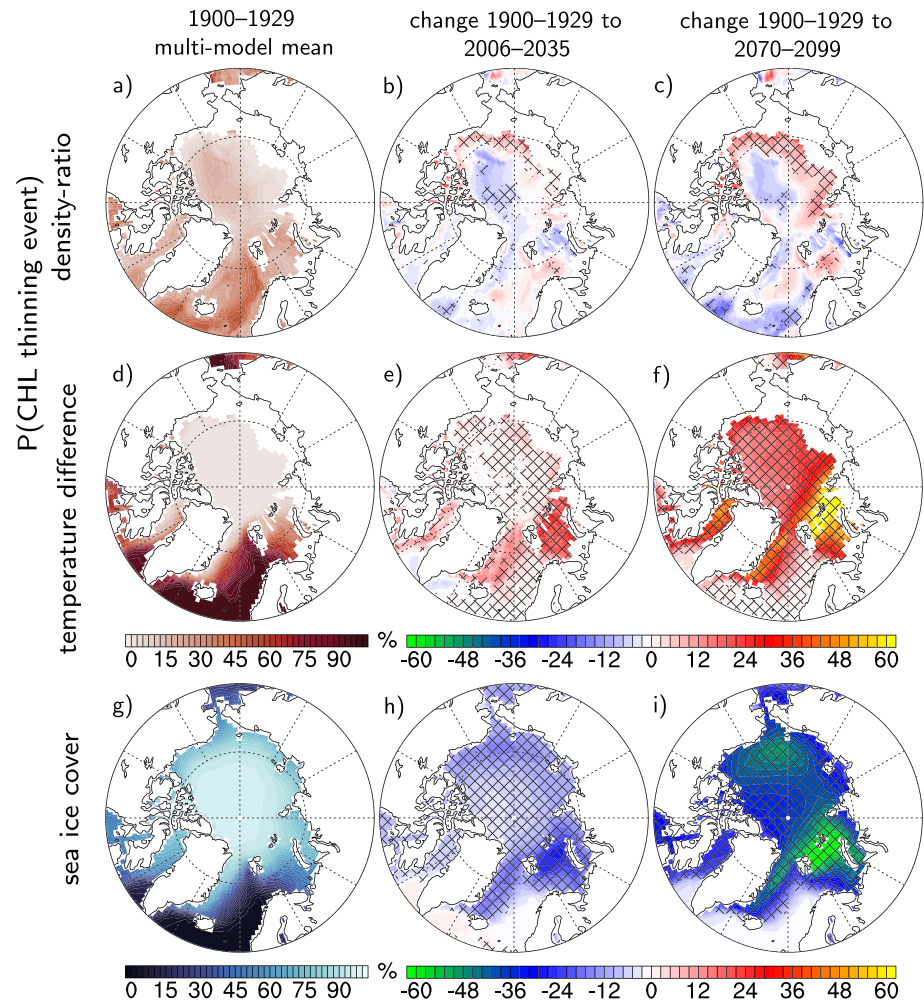 1900–1929
multi-model mean
change 1900–1929 to
2006–2035
change 1900–1929 to
2070–2099
P(CHL thinning event)
density-ratio
a)
b)
c)
temperature difference
d)
e)
f)
0 15 30 45 60 75 90 %
-60 -48 -36 -24 -12 0 12 24 36 48 60
sea ice cover
g)
h)
i)
0 15 30 45 60 75 90 %
-60 -48 -36 -24 -12 0 12 24 36 48 60